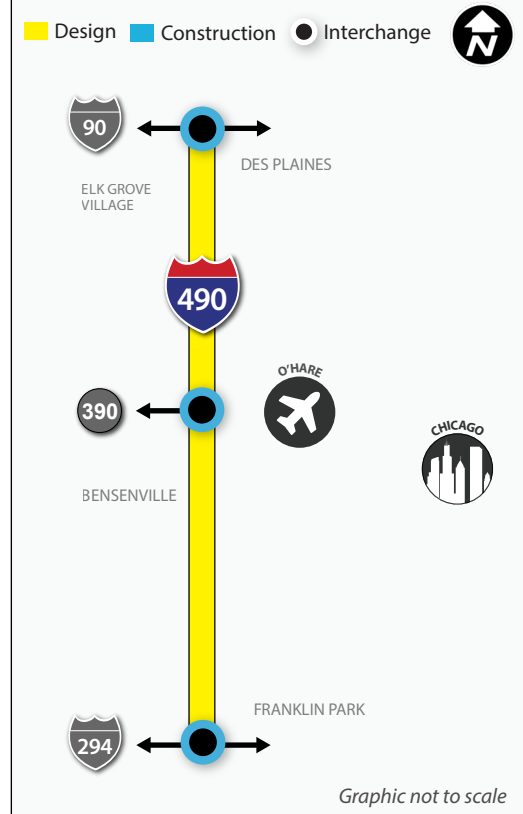 Design Construction Interchange
N
90
DES PLAINES
ELK GROVE
VILLAGE
490
O'HARE
390
CHICAGO
BENSENVILLE
FRANKLIN PARK
294
Graphic not to scale